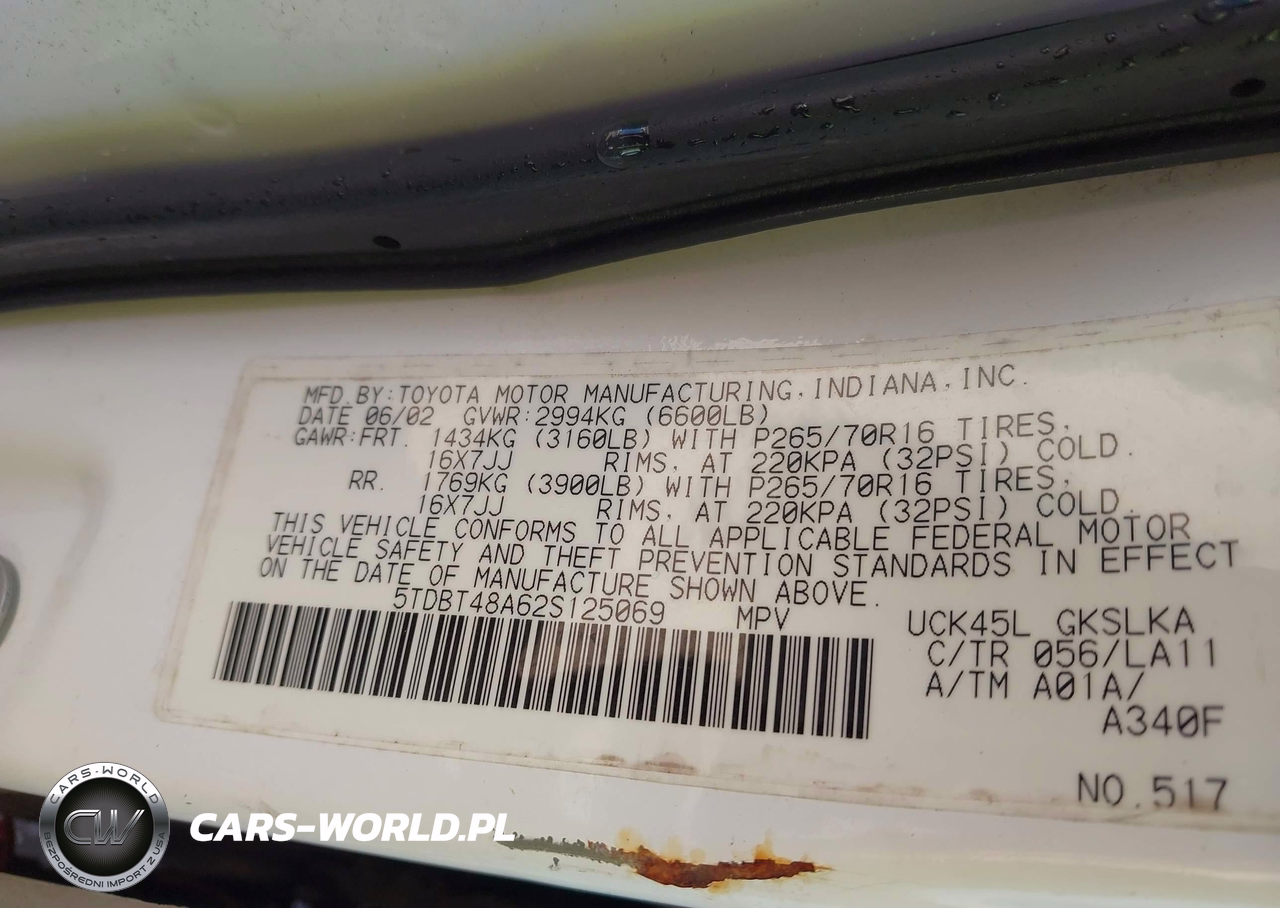 MFD.BY:TOYOTA MOTOR MANUFACTURING,INDIANA,INC.
DATE 06/02 GVWR:2994KG (6600LB)
GAWR:FRT. 1434KG (3160LB) WITH P265/70R16 TIRES,
16X7JJ RIMS, AT 220KPA (32PSI) COLD.
RR. 1769KG (3900LB) WITH P265/70R16 TIRES,
16X7JJ RIMS, AT 220KPA (32PSI) COLD.
THIS VEHICLE CONFORMS TO ALL APPLICABLE FEDERAL MOTOR
VEHICLE SAFETY AND THEFT PREVENTION STANDARDS IN EFFECT
ON THE DATE OF MANUFACTURE SHOWN ABOVE.
5TDBT48A62S125069 MPV
UCK45L GKSLKA
C/TR 056/LA11
A/TM A01A/
A340F
NO.517
CARS-WORLD
CW
BEZPOŚREDNI IMPORT Z USA
CARS-WORLD.PL